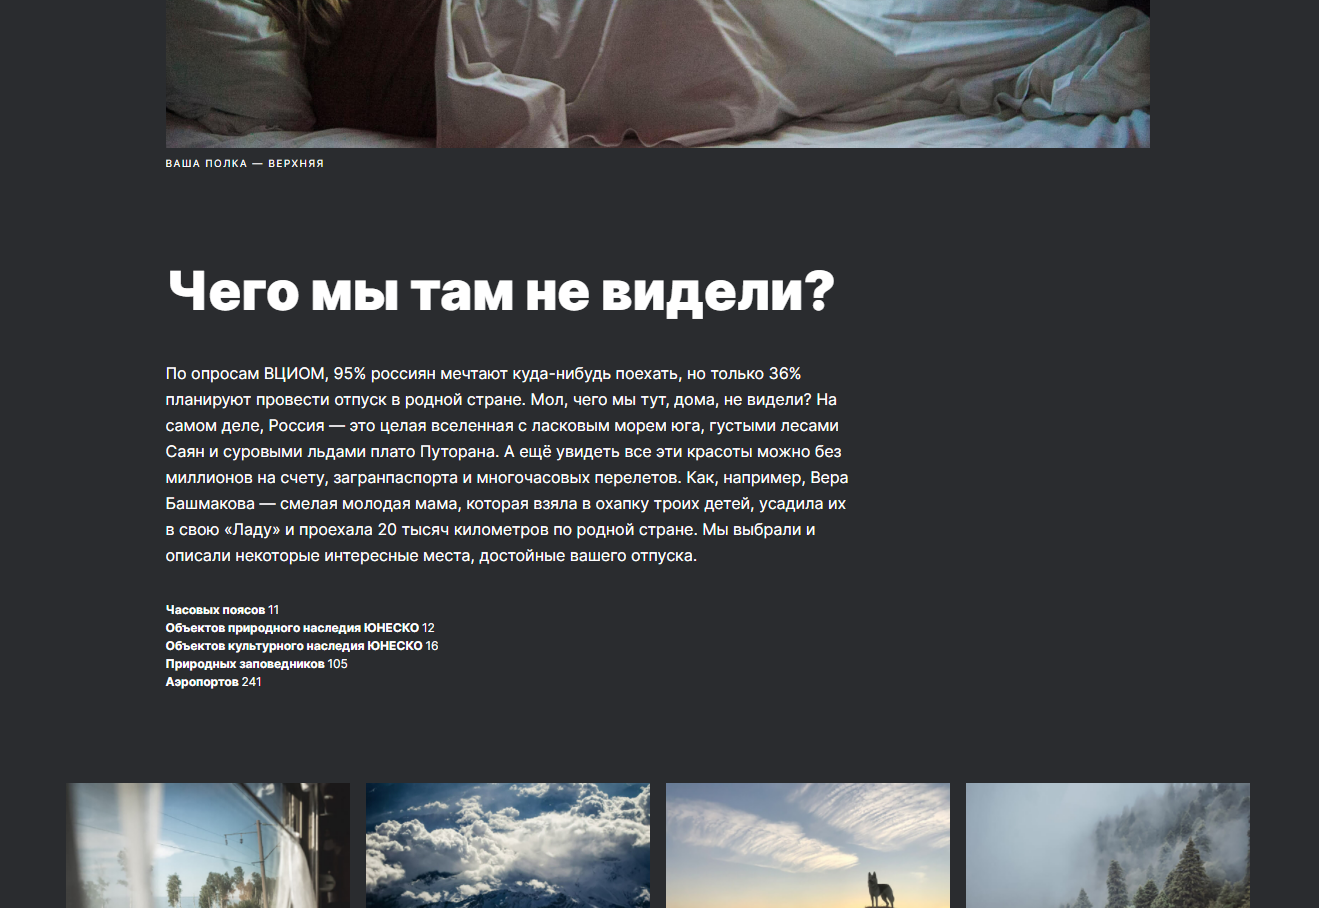 ВАША ПОЛКА — ВЕРХНЯЯ
Чего мы там не видели?
По опросам ВЦИОМ, 95% россиян мечтают куда-нибудь поехать, но только 36%
планируют провести отпуск в родной стране. Мол, чего мы тут, дома, не видели? На
самом деле, Россия — это целая вселенная с ласковым морем юга, густыми лесами
Саян и суровыми льдами плато Путорана. А ещё увидеть все эти красоты можно без
миллионов на счету, загранпаспорта и многочасовых перелетов. Как, например, Вера
Башмакова — смелая молодая мама, которая взяла в охапку троих детей, усадила их
в свою «Ладу» и проехала 20 тысяч километров по родной стране. Мы выбрали и
описали некоторые интересные места, достойные вашего отпуска.
Часовых поясов 11
Объектов природного наследия ЮНЕСКО 12
Объектов культурного наследия ЮНЕСКО 16
Природных заповедников 105
Аэропортов 241